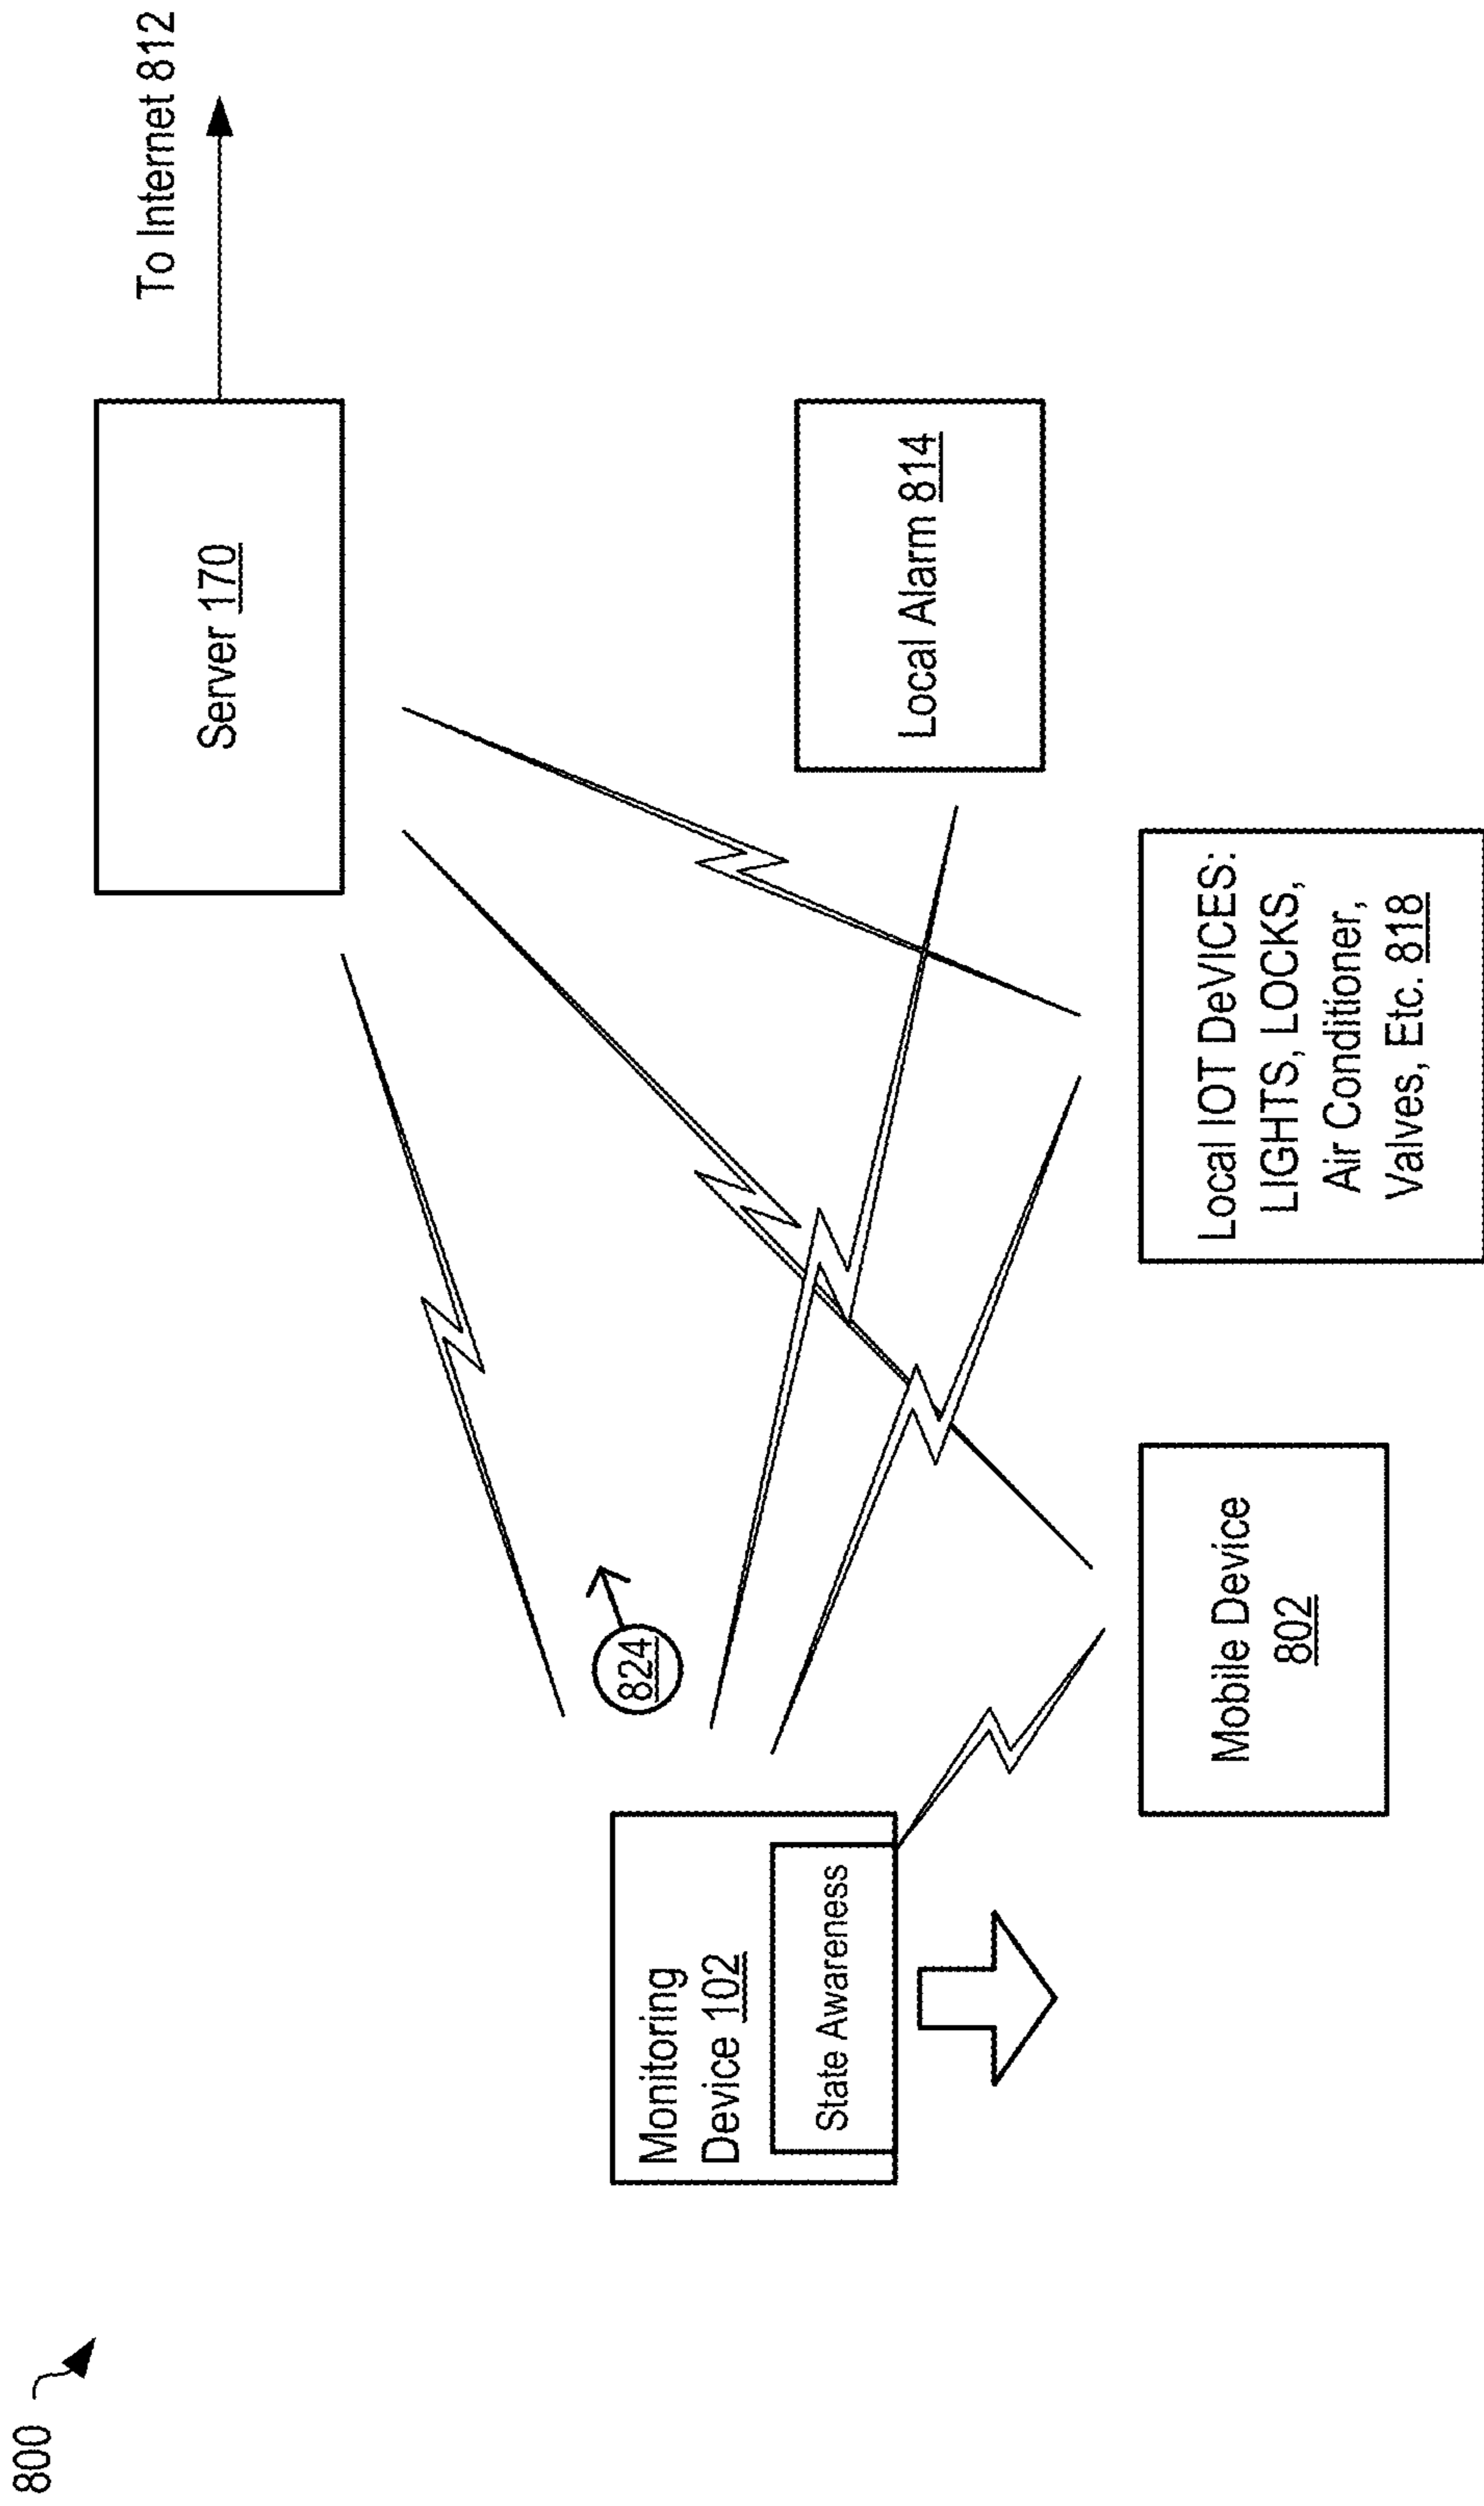 800
To Internet 812
Server 170
824
Monitoring
Device 102
State Awareness
Local Alarm 814
Mobile Device
802
Local IOT DeVICES:
LIGHTS, LOCKS,
Air Conditioner,
Valves, Etc. 818